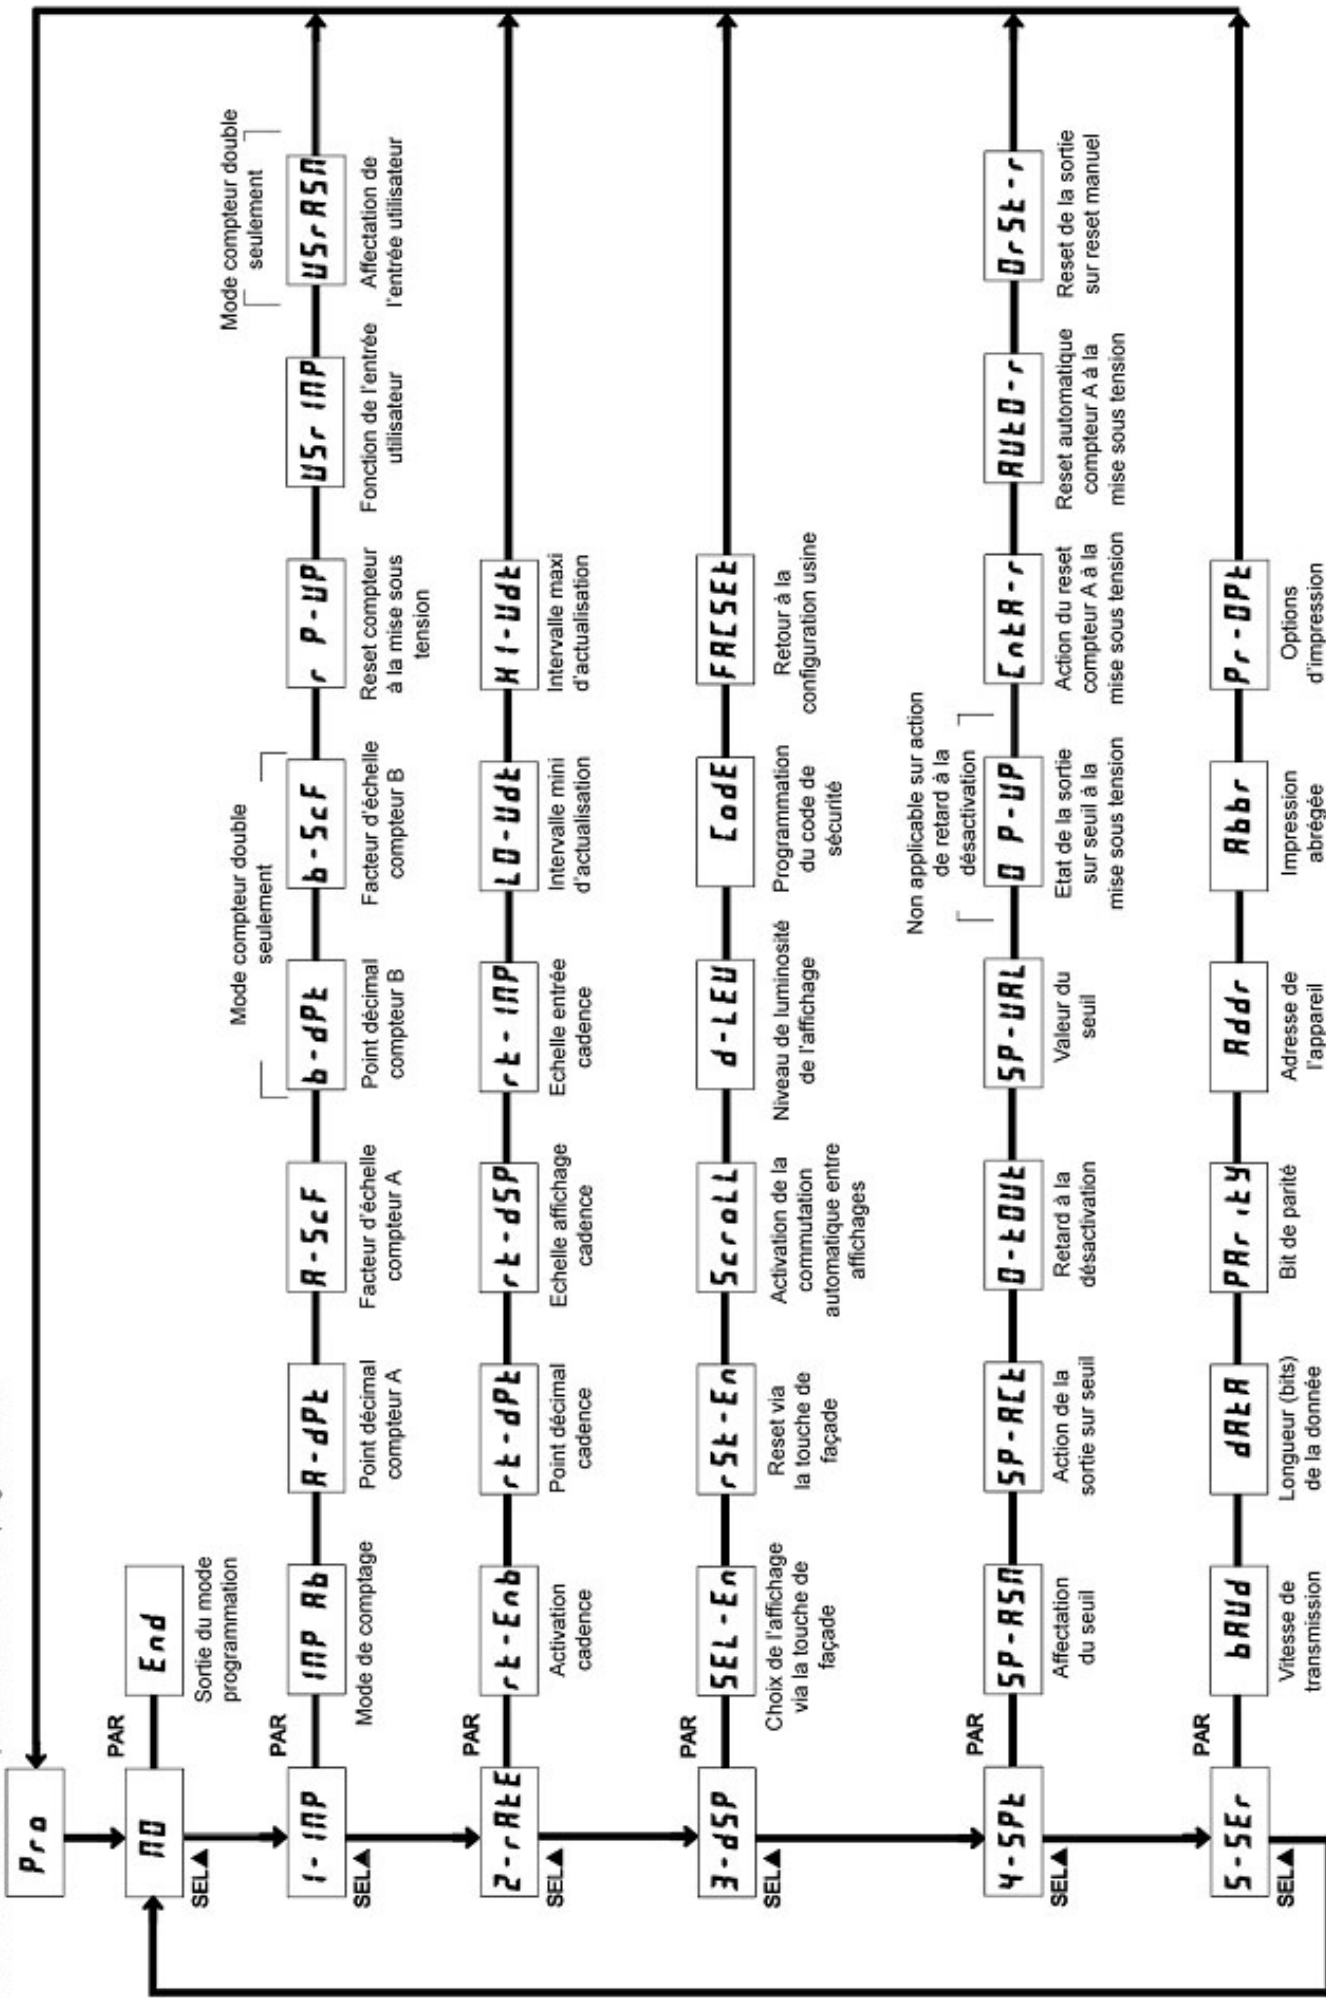 Pro
NO
PAR
End
Sortie du mode
programmation
SEL▲
1-INP
PAR
INP Ab
Mode de comptage
A-dPt
Point décimal
compteur A
A-ScF
Facteur d'échelle
compteur A
Mode compteur double
seulement
b-dPt
Point décimal
compteur B
b-ScF
Facteur d'échelle
compteur B
r P-UP
Reset compteur
à la mise sous
tension
USr INP
Fonction de l'entrée
utilisateur
Mode compteur double
seulement
USrASN
Affectation de
l'entrée utilisateur
SEL▲
2-rAtE
PAR
rt-Enb
Activation
cadence
rt-dPt
Point décimal
cadence
rt-dSP
Echelle affichage
cadence
rt-INP
Echelle entrée
cadence
LO-Udt
Intervalle mini
d'actualisation
HI-Udt
Intervalle maxi
d'actualisation
SEL▲
3-dSP
PAR
SEL-En
Choix de l'affichage
via la touche de
façade
rSt-En
Reset via
la touche de
façade
ScroLL
Activation de la
commutation
automatique entre
affichages
d-LEV
Niveau de luminosité
de l'affichage
CodE
Programmation
du code de
sécurité
FACSEt
Retour à la
configuration usine
SEL▲
4-SPt
PAR
SP-ASN
Affectation
du seuil
SP-ACt
Action de la
sortie sur seuil
O-tOUt
Retard à la
désactivation
SP-VAL
Valeur du
seuil
Non applicable sur action
de retard à la
désactivation
O P-UP
Etat de la sortie
sur seuil à la
mise sous tension
CntA-r
Action du reset
compteur A à la
mise sous tension
AUtO-r
Reset automatique
compteur A à la
mise sous tension
OrSt-r
Reset de la sortie
sur reset manuel
SEL▲
5-SEr
PAR
bAUd
Vitesse de
transmission
dAtA
Longueur (bits)
de la donnée
PAritY
Bit de parité
Addr
Adresse de
l'appareil
Abbr
Impression
abrégée
Pr-OPt
Options
d'impression
SEL▲